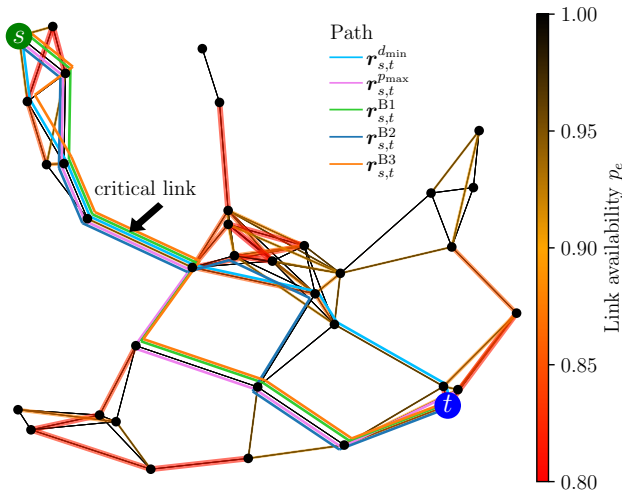 s
Path
r_{s,t}^{d_min}
r_{s,t}^{p_max}
r_{s,t}^{B1}
r_{s,t}^{B2}
r_{s,t}^{B3}
critical link
t
1.00
0.95
0.90
0.85
0.80
Link availability p_e